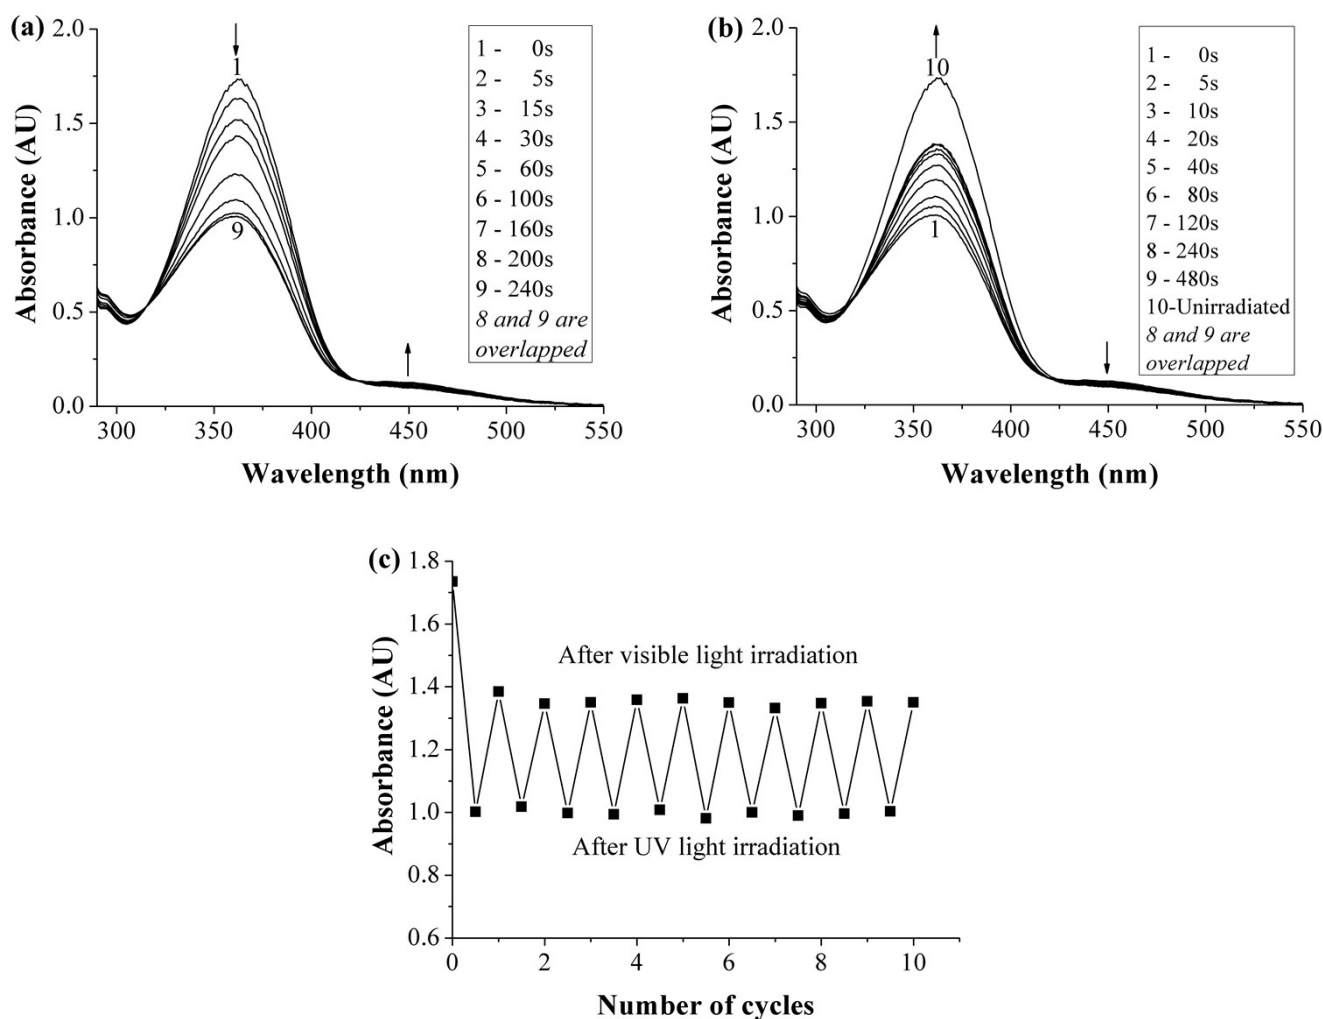 (a)
2.0
1.5
1.0
0.5
0.0
Absorbance (AU)
300 350 400 450 500 550
Wavelength (nm)
1
9
1 - 0s
2 - 5s
3 - 15s
4 - 30s
5 - 60s
6 - 100s
7 - 160s
8 - 200s
9 - 240s
8 and 9 are
overlapped
(b)
2.0
1.5
1.0
0.5
0.0
Absorbance (AU)
300 350 400 450 500 550
Wavelength (nm)
10
1
1 - 0s
2 - 5s
3 - 10s
4 - 20s
5 - 40s
6 - 80s
7 - 120s
8 - 240s
9 - 480s
10-Unirradiated
8 and 9 are
overlapped
(c)
1.8
1.6
1.4
1.2
1.0
0.8
0.6
Absorbance (AU)
After visible light irradiation
After UV light irradiation
0 2 4 6 8 10
Number of cycles